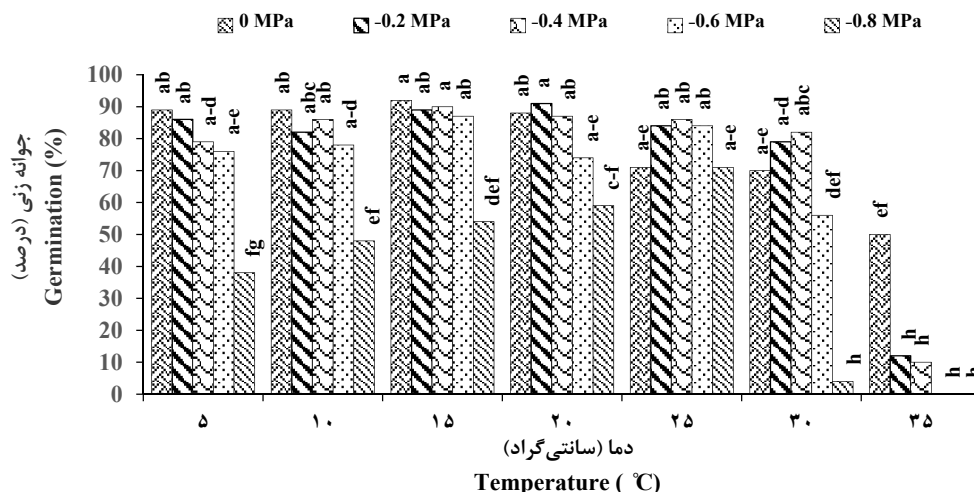 0 MPa -0.2 MPa -0.4 MPa -0.6 MPa -0.8 MPa
100
90
80
70
60
50
40
30
20
10
0
جوانه زنی (درصد)
Germination (%)
ab ab a-d a-e fg
ab abc ab a-d ef
a ab a ab def
ab a ab a-e c-f
a-e ab ab ab a-e
a-e a-d abc def h
ef h h h h
۵ ۱۰ ۱۵ ۲۰ ۲۵ ۳۰ ۳۵
دما (سانتی‌گراد)
Temperature ( ℃)